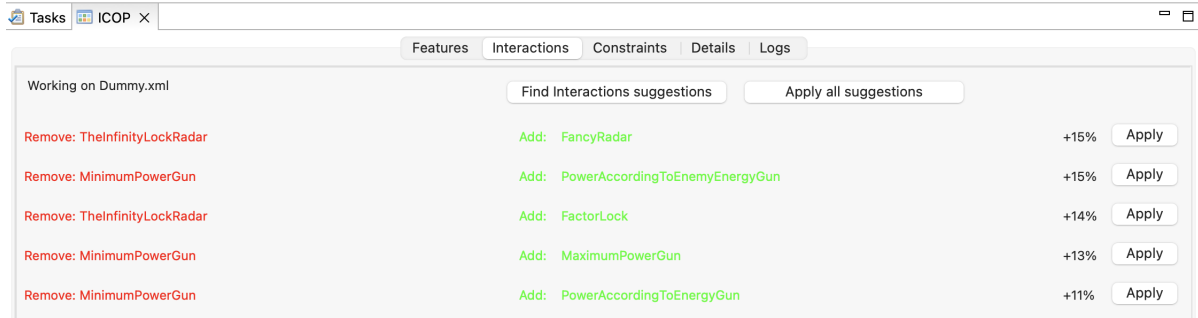 Tasks ICOP
Features Interactions Constraints Details Logs
Working on Dummy.xml Find Interactions suggestions Apply all suggestions
Remove: TheInfinityLockRadar Add: FancyRadar +15% Apply
Remove: MinimumPowerGun Add: PowerAccordingToEnemyEnergyGun +15% Apply
Remove: TheInfinityLockRadar Add: FactorLock +14% Apply
Remove: MinimumPowerGun Add: MaximumPowerGun +13% Apply
Remove: MinimumPowerGun Add: PowerAccordingToEnergyGun +11% Apply